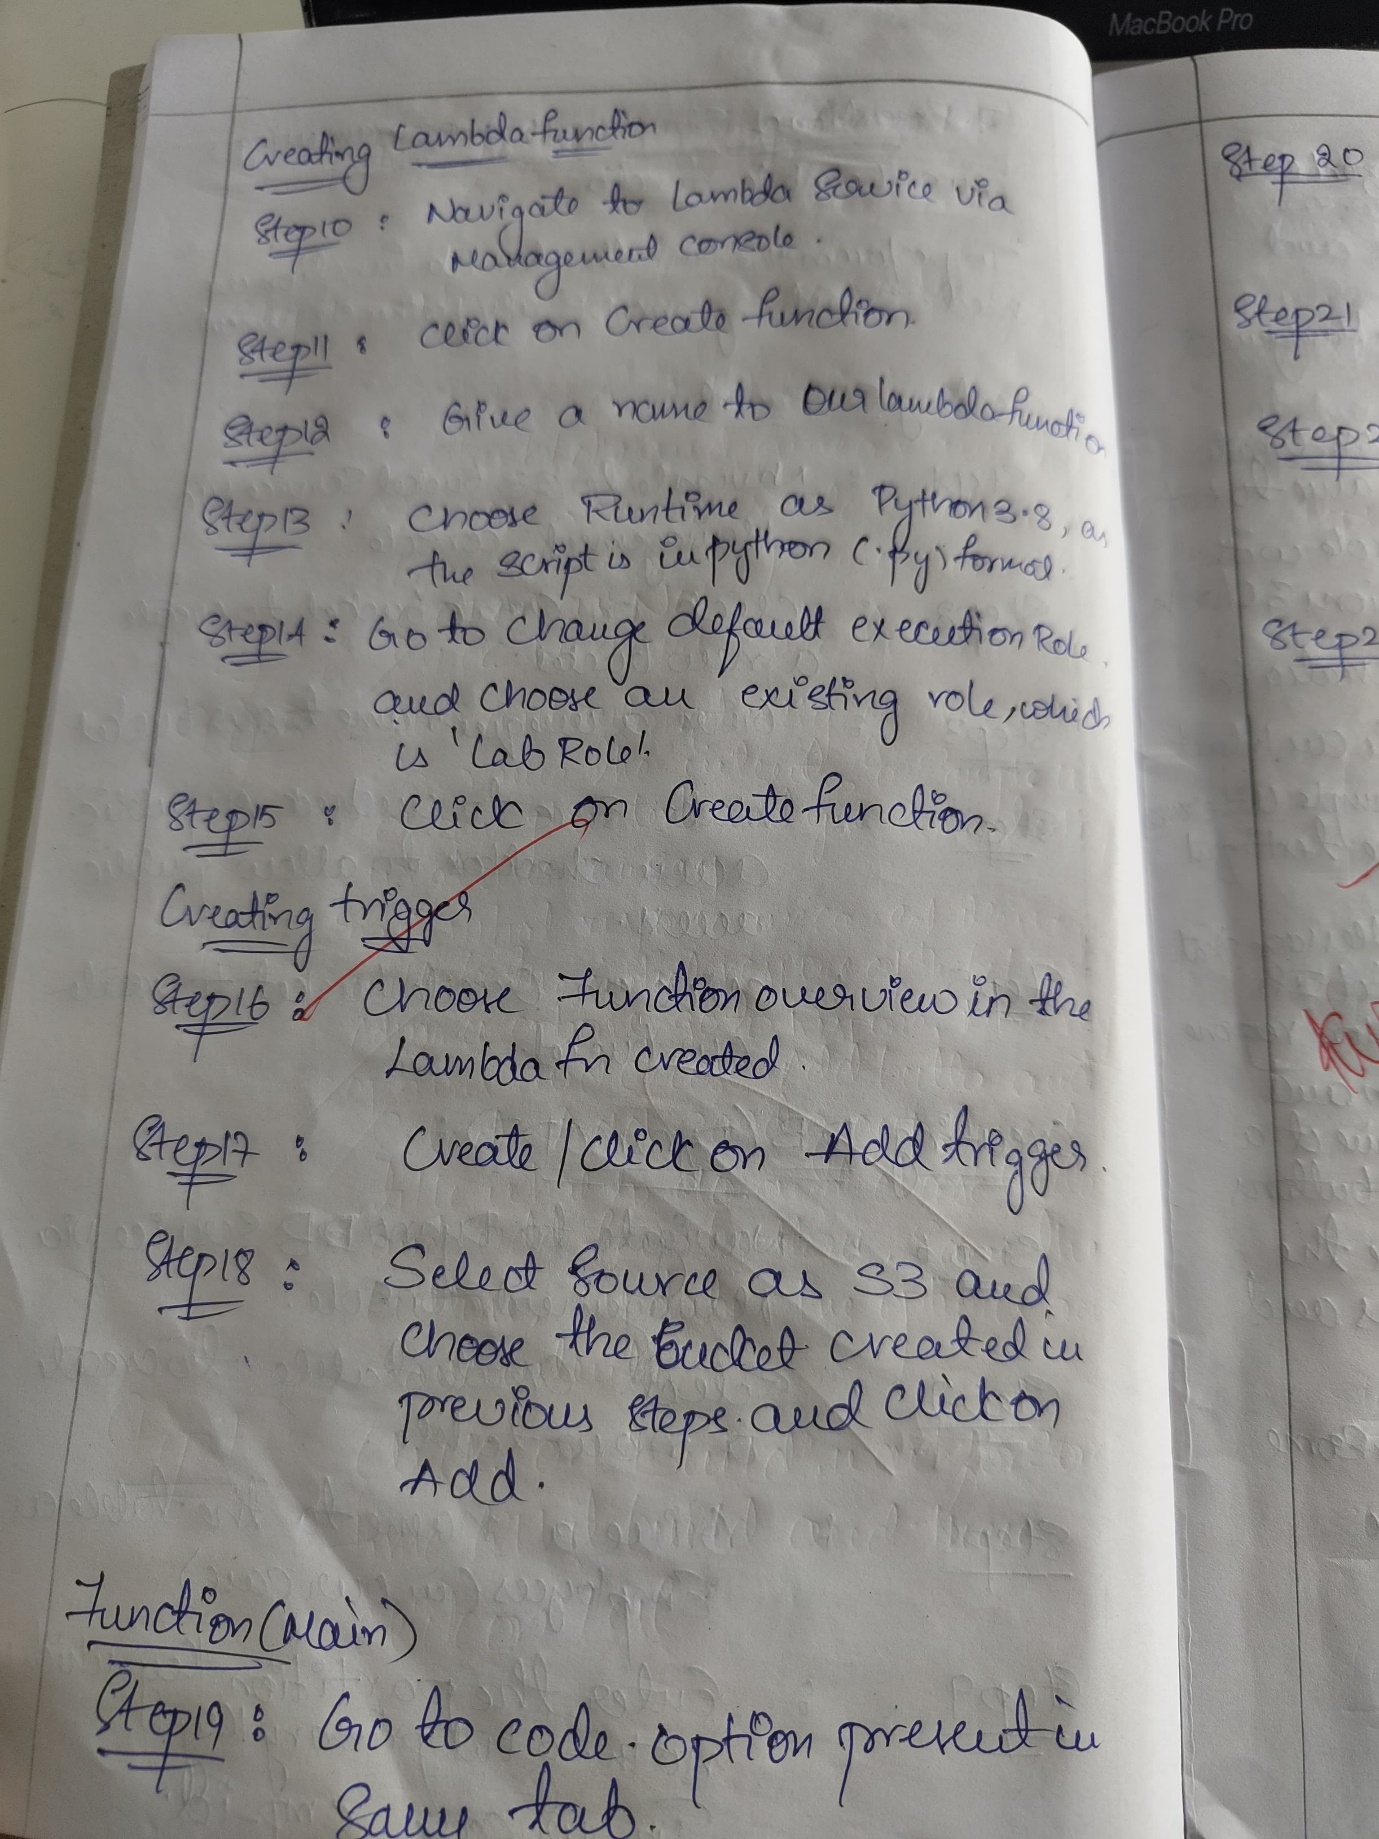 MacBook Pro
Creating Lambda function
Step10 : Navigate to Lambda Service via
Management console.
Step11 : Click on Create function.
Step12 : Give a name to our lambda function
Step13 : Choose Runtime as Python3.8, as
the script is in python (.py) format.
Step14 : Go to Change default execution Role.
and choose an existing role, which
is 'Lab Role'.
Step15 : Click on Create function.
Creating trigger
Step16 : Choose Function overview in the
Lambda fn created.
Step17 : Create / click on Add trigger.
Step18 : Select Source as S3 and
choose the bucket created in
previous steps. and Click on
Add.
Function (Main)
Step19 : Go to code. option present in
same tab.
Step 20
Step21
Step2
Step2